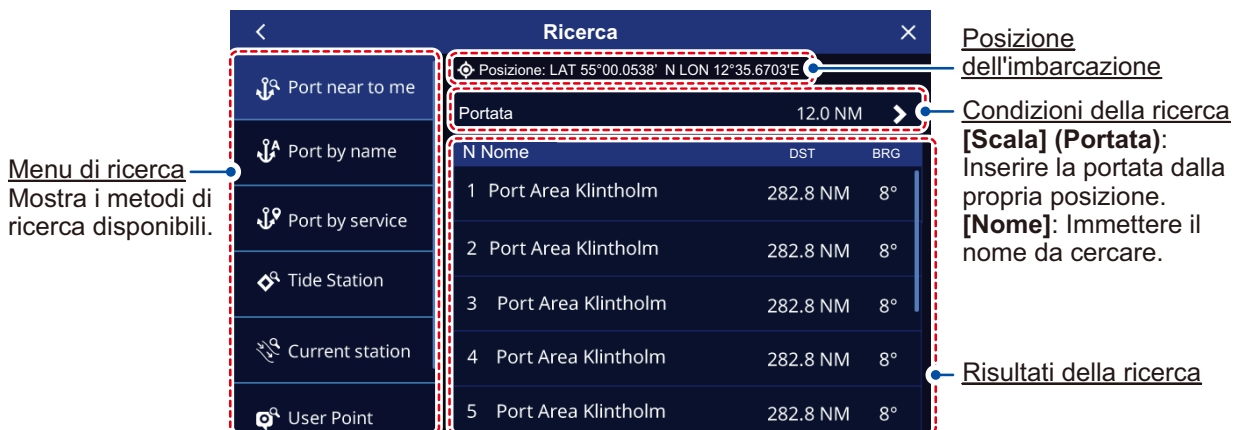 Ricerca
Menu di ricerca
Mostra i metodi di
ricerca disponibili.
Port near to me
Port by name
Port by service
Tide Station
Current station
User Point
Posizione: LAT 55°00.0538' N LON 12°35.6703'E
Portata 12.0 NM
N Nome DST BRG
1 Port Area Klintholm 282.8 NM 8°
2 Port Area Klintholm 282.8 NM 8°
3 Port Area Klintholm 282.8 NM 8°
4 Port Area Klintholm 282.8 NM 8°
5 Port Area Klintholm 282.8 NM 8°
Posizione
dell'imbarcazione
Condizioni della ricerca
[Scala] (Portata):
Inserire la portata dalla
propria posizione.
[Nome]: Immettere il
nome da cercare.
Risultati della ricerca